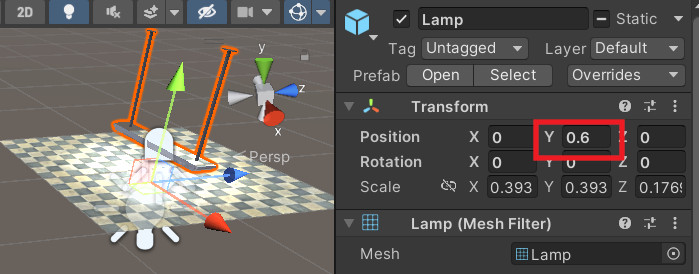 2D
y
z
x
Persp
Lamp
Static
Tag Untagged Layer Default
Prefab Open Select Overrides
Transform
Position X 0 Y 0.6 Z 0
Rotation X 0 Y 0 Z 0
Scale X 0.393 Y 0.393 Z 0.1769
Lamp (Mesh Filter)
Mesh Lamp